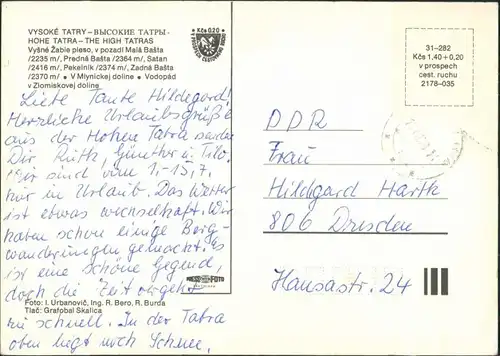 VYSOKÉ TATRY – ВЫСОКИЕ ТАТРЫ –
HOHE TATRA – THE HIGH TATRAS
Vyšné Žabie pleso, v pozadí Malá Bašta
/2235 m/, Predná Bašta /2364 m/, Satan
/2416 m/, Pekelník /2374 m/, Zadná Bašta
/2370 m/ • V Mlynickej doline • Vodopád
v Zlomiskovej doline
Kčs 0,20
Liebe Tante Hildegard!
Herzliche Urlaubsgrüße
aus der Hohen Tatra senden
Dir Ruth, Günther u. Tilo.
Wir sind vom 1.–15.7.
hier in Urlaub. Das Wetter
ist etwas wechselhaft. Wir
haben schon einige Berg-
wanderungen gemacht. Es
ist eine schöne Gegend,
doch die Zeit vergeht
zu schnell. In der Tatra
oben liegt noch Schnee.
PRESSFOTO
Foto: I. Urbanovič, Ing. R. Bero, R. Burda
Tlač: Grafobal Skalica
31–282
Kčs 1,40+0,20
v prospech
cest. ruchu
2178–035
DDR
Frau
Hildegard Harth
806 Dresden
Hansastr. 24